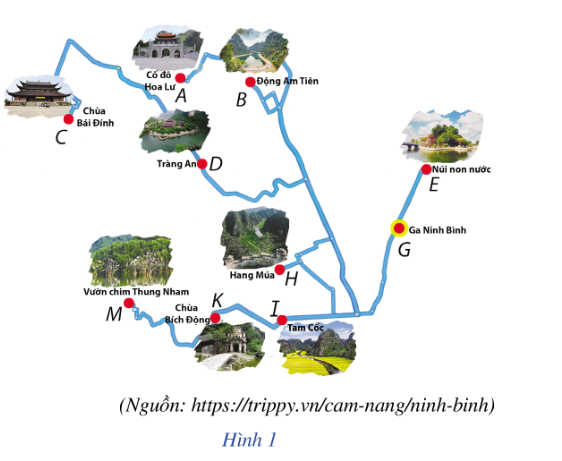 Cố đô
Hoa Lư
A
Động Am Tiên
B
Chùa
Bái Đính
C
Tràng An
D
Núi non nước
E
Ga Ninh Bình
G
Hang Múa
H
Vườn chim Thung Nham
M
Chùa
Bích Động
K
I
Tam Cốc
(Nguồn: https://trippy.vn/cam-nang/ninh-binh)
Hình 1